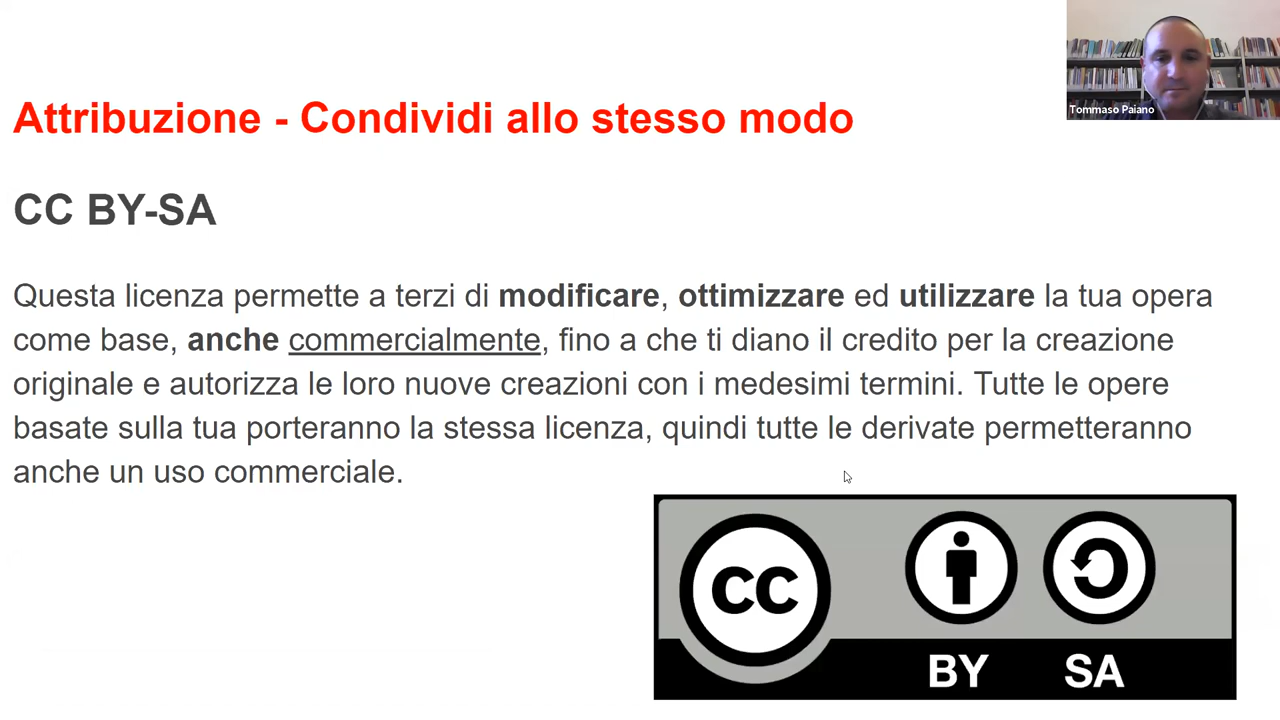 Tommaso Paiano
Attribuzione - Condividi allo stesso modo
CC BY-SA
Questa licenza permette a terzi di modificare, ottimizzare ed utilizzare la tua opera
come base, anche commercialmente, fino a che ti diano il credito per la creazione
originale e autorizza le loro nuove creazioni con i medesimi termini. Tutte le opere
basate sulla tua porteranno la stessa licenza, quindi tutte le derivate permetteranno
anche un uso commerciale.
CC
BY SA